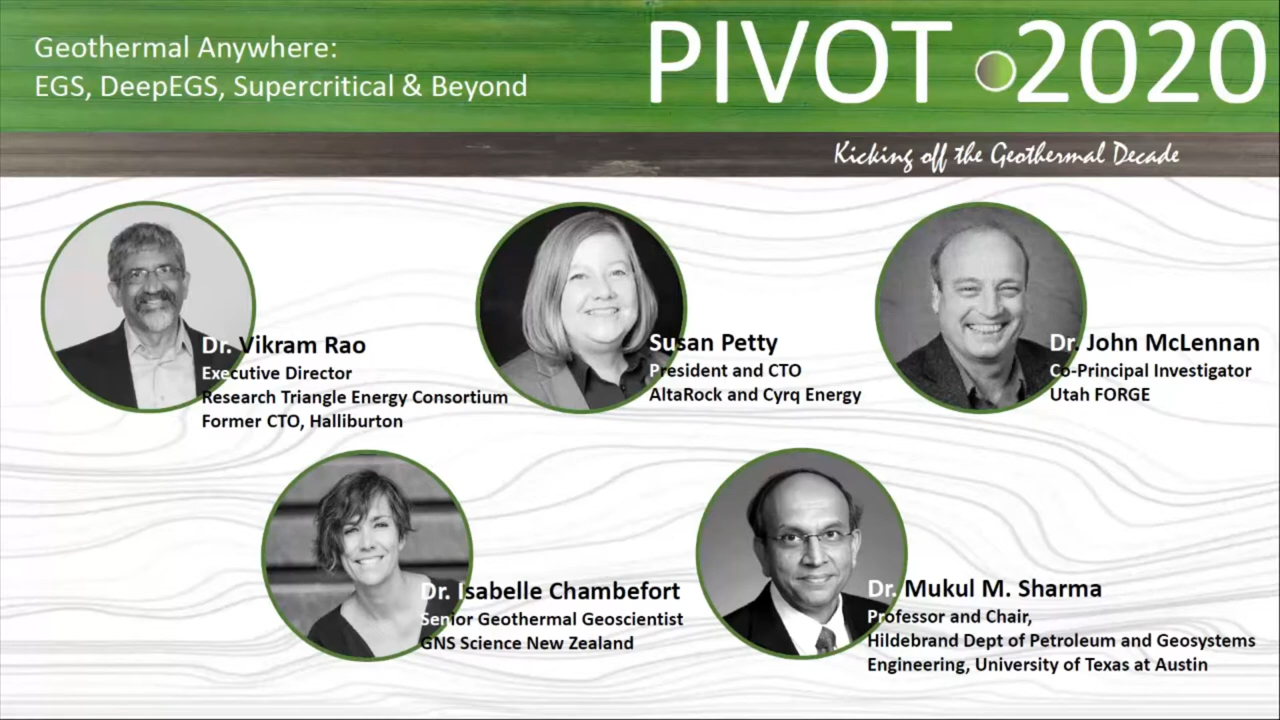 Geothermal Anywhere:
EGS, DeepEGS, Supercritical & Beyond
PIVOT 2020
Kicking off the Geothermal Decade
Dr. Vikram Rao
Executive Director
Research Triangle Energy Consortium
Former CTO, Halliburton
Susan Petty
President and CTO
AltaRock and Cyrq Energy
Dr. John McLennan
Co-Principal Investigator
Utah FORGE
Dr. Isabelle Chambefort
Senior Geothermal Geoscientist
GNS Science New Zealand
Dr. Mukul M. Sharma
Professor and Chair,
Hildebrand Dept of Petroleum and Geosystems
Engineering, University of Texas at Austin